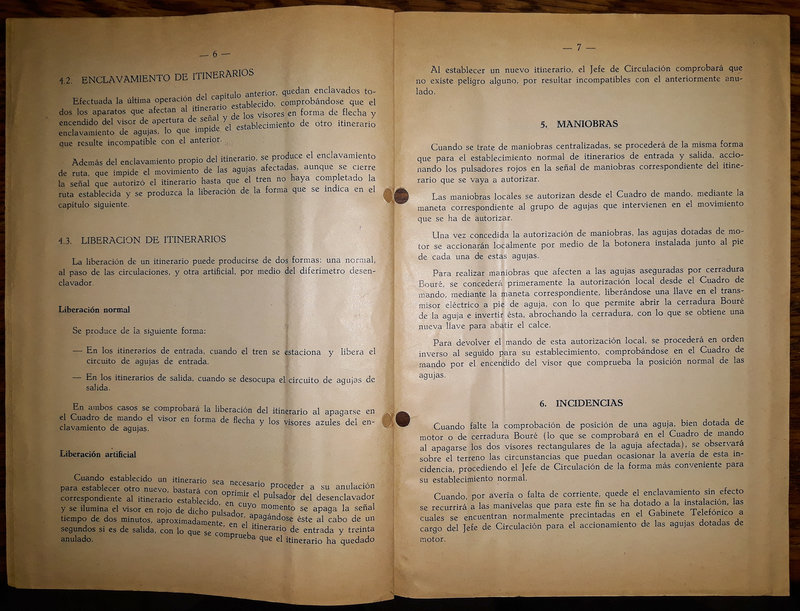 — 6 —
4.2. ENCLAVAMIENTO DE ITINERARIOS
Efectuada la última operación del capítulo anterior, quedan enclavados to-
dos los aparatos que afectan al itinerario establecido, comprobándose que el
encendido del visor de apertura de señal y de los visores en forma de flecha y
enclavamiento de agujas, lo que impide el establecimiento de otro itinerario
que resulte incompatible con el anterior.
Además del enclavamiento propio del itinerario, se produce el enclavamiento
de ruta, que impide el movimiento de las agujas afectadas, aunque se cierre
la señal que autorizó el itinerario hasta que el tren no haya completado la
ruta establecida y se produzca la liberación de la forma que se indica en el
capítulo siguiente.
4.3. LIBERACION DE ITINERARIOS
La liberación de un itinerario puede producirse de dos formas: una normal,
al paso de las circulaciones, y otra artificial, por medio del diferímetro desen-
clavador.
Liberación normal
Se produce de la siguiente forma:
— En los itinerarios de entrada, cuando el tren se estaciona y libera el
circuito de agujas de entrada.
— En los itinerarios de salida, cuando se desocupa el circuito de agujas de
salida.
En ambos casos se comprobará la liberación del itinerario al apagarse en
el Cuadro de mando el visor en forma de flecha y los visores azules del en-
clavamiento de agujas.
Liberación artificial
Cuando establecido un itinerario sea necesario proceder a su anulación
para establecer otro nuevo, bastará con oprimir el pulsador del desenclavador
correspondiente al itinerario establecido, en cuyo momento se apaga la señal
y se ilumina el visor en rojo de dicho pulsador, apagándose éste al cabo de un
tiempo de dos minutos, aproximadamente, en el itinerario de entrada y treinta
segundos si es de salida, con lo que se comprueba que el itinerario ha quedado
anulado.
— 7 —
Al establecer un nuevo itinerario, el Jefe de Circulación comprobará que
no existe peligro alguno, por resultar incompatibles con el anteriormente anu-
lado.
5. MANIOBRAS
Cuando se trate de maniobras centralizadas, se procederá de la misma forma
que para el establecimiento normal de itinerarios de entrada y salida, accio-
nando los pulsadores rojos en la señal de maniobras correspondiente del itine-
rario que se vaya a autorizar.
Las maniobras locales se autorizan desde el Cuadro de mando, mediante la
maneta correspondiente al grupo de agujas que intervienen en el movimiento
que se ha de autorizar.
Una vez concedida la autorización de maniobras, las agujas dotadas de mo-
tor se accionarán localmente por medio de la botonera instalada junto al pie
de cada una de estas agujas.
Para realizar maniobras que afecten a las agujas aseguradas por cerradura
Bouré, se concederá primeramente la autorización local desde el Cuadro de
mando, mediante la maneta correspondiente, liberándose una llave en el trans-
misor eléctrico a pie de aguja, con lo que permite abrir la cerradura Bouré
de la aguja e invertir ésta, abrochando la cerradura, con lo que se obtiene una
nueva llave para abatir el calce.
Para devolver el mando de esta autorización local, se procederá en orden
inverso al seguido para su establecimiento, comprobándose en el Cuadro de
mando por el encendido del visor que comprueba la posición normal de las
agujas.
6. INCIDENCIAS
Cuando falte la comprobación de posición de una aguja, bien dotada de
motor o de cerradura Bouré (lo que se comprobará en el Cuadro de mando
al apagarse los dos visores rectangulares de la aguja afectada), se observará
sobre el terreno las circunstancias que puedan ocasionar la avería de esta in-
cidencia, procediendo el Jefe de Circulación de la forma más conveniente para
su establecimiento normal.
Cuando, por avería o falta de corriente, quede el enclavamiento sin efecto
se recurrirá a las manivelas que para este fin se ha dotado a la instalación, las
cuales se encuentran normalmente precintadas en el Gabinete Telefónico a
cargo del Jefe de Circulación para el accionamiento de las agujas dotadas de
motor.